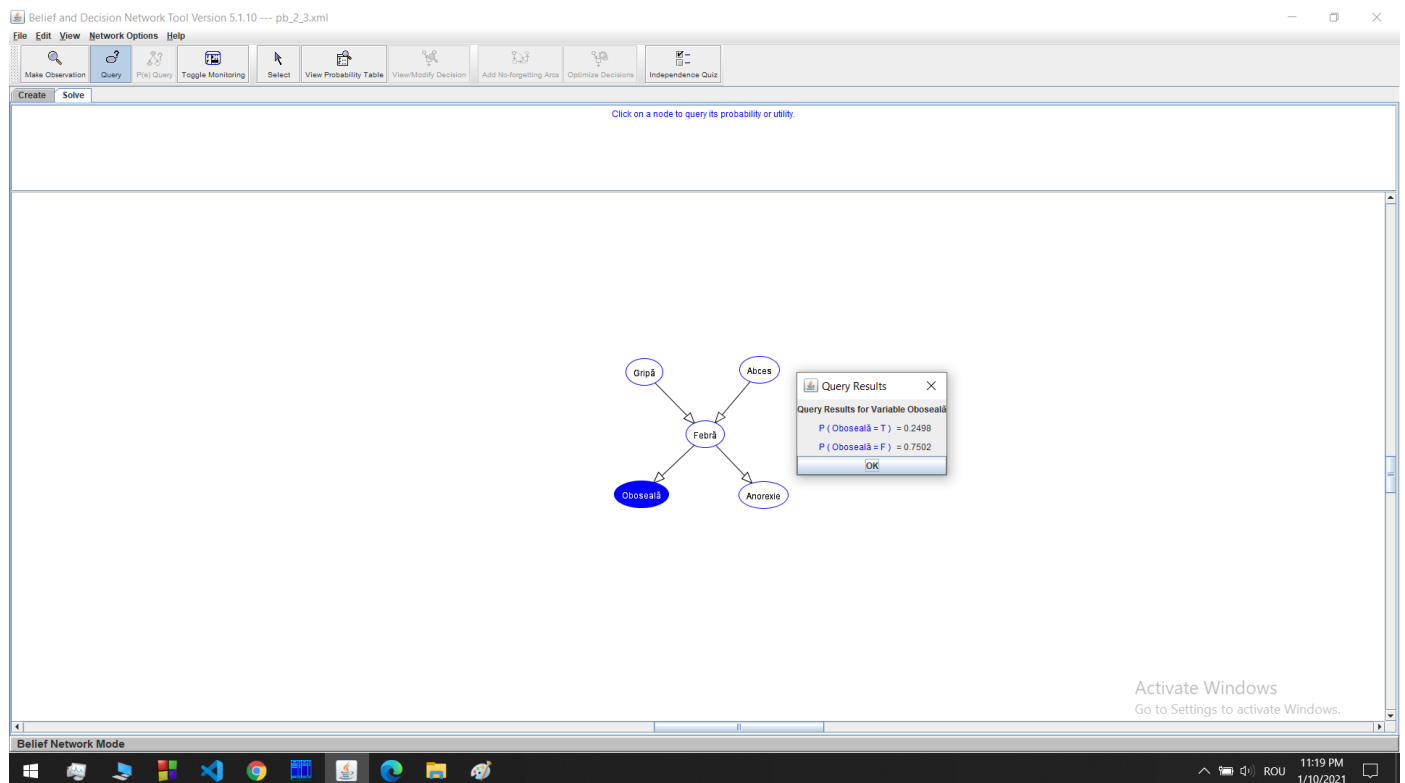 Belief and Decision Network Tool Version 5.1.10 --- pb_2_3.xml
File Edit View Network Options Help
Make Observation Query P(e) Query Toggle Monitoring Select View Probability Table View/Modify Decision Add No-forgetting Arcs Optimize Decisions Independence Quiz
Create Solve
Click on a node to query its probability or utility.
Gripă Abces
Febră
Oboseală Anorexie
Query Results
Query Results for Variable Oboseală
P ( Oboseală = T ) = 0.2498
P ( Oboseală = F ) = 0.7502
OK
Activate Windows
Go to Settings to activate Windows.
Belief Network Mode
ROU
11:19 PM
1/10/2021